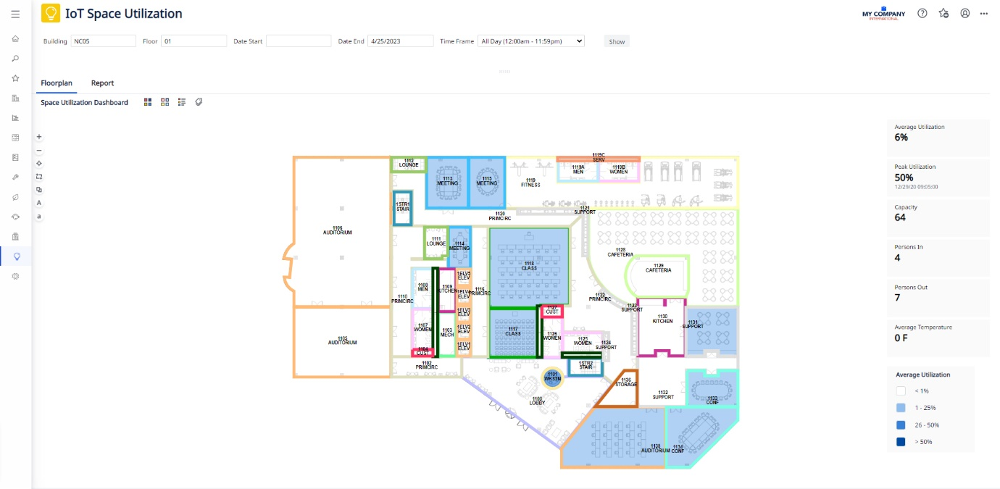 IoT Space Utilization
MY COMPANY
INTERNATIONAL
Building NC05 Floor 01 Date Start Date End 4/25/2023 Time Frame All Day (12:00am - 11:59pm) Show
Floorplan Report
Space Utilization Dashboard
A
a
Average Utilization
6%
Peak Utilization
50%
12/29/20 09:05:00
Capacity
64
Persons In
4
Persons Out
7
Average Temperature
0 F
Average Utilization
< 1%
1 - 25%
26 - 50%
> 50%
1112
LOUNGE
1119C
SERV
1119A
MEN
1119B
WOMEN
1113
MEETING
1115
MEETING
1119
FITNESS
1STR1
STAIR
1120
PRIMCIRC
1121
SUPPORT
1106
AUDITORIUM
1111
LOUNGE
1114
MEETING
1128
CAFETERIA
1118
CLASS
1129
CAFETERIA
1ELV5
ELEV
1108
MEN
1109
KITCHEN
1ELV4
ELEV
1116
PRIMCIRC
1110
PRIMCIRC
1122
PRIMCIRC
1123
SUPPORT
1127
CUST
1ELV3
ELEV
1130
KITCHEN
1131
SUPPORT
1107
WOMEN
1103
MECH
1ELV2
ELEV
1117
CLASS
1126
WOMEN
1125
WOMEN
1124
SUPPORT
1105
AUDITORIUM
1ELV1
ELEV
1104
CUST
1102
PRIMCIRC
1STR2
STAIR
1101
WKSTN
1136
STORAGE
1100
LOBBY
1132
SUPPORT
1133
CONF
1135
AUDITORIUM
1134
CONF